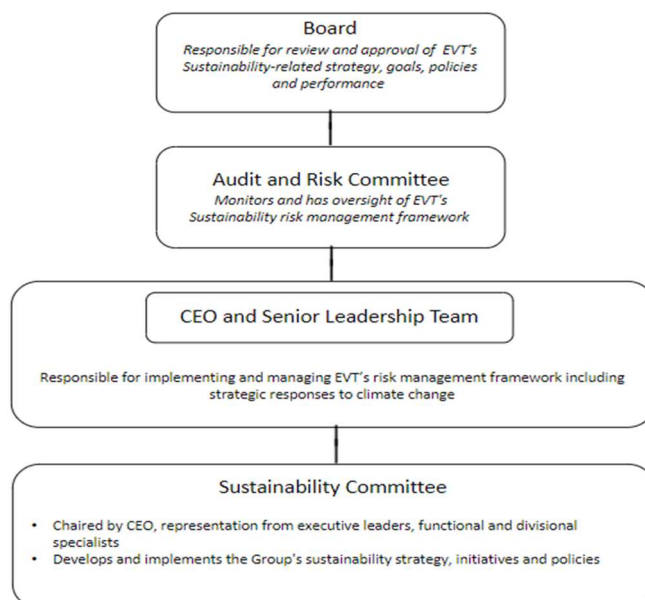 Board
Responsible for review and approval of EVT's
Sustainability-related strategy, goals, policies
and performance
Audit and Risk Committee
Monitors and has oversight of EVT's
Sustainability risk management framework
CEO and Senior Leadership Team
Responsible for implementing and managing EVT's risk management framework including
strategic responses to climate change
Sustainability Committee
• Chaired by CEO, representation from executive leaders, functional and divisional
specialists
• Develops and implements the Group's sustainability strategy, initiatives and policies